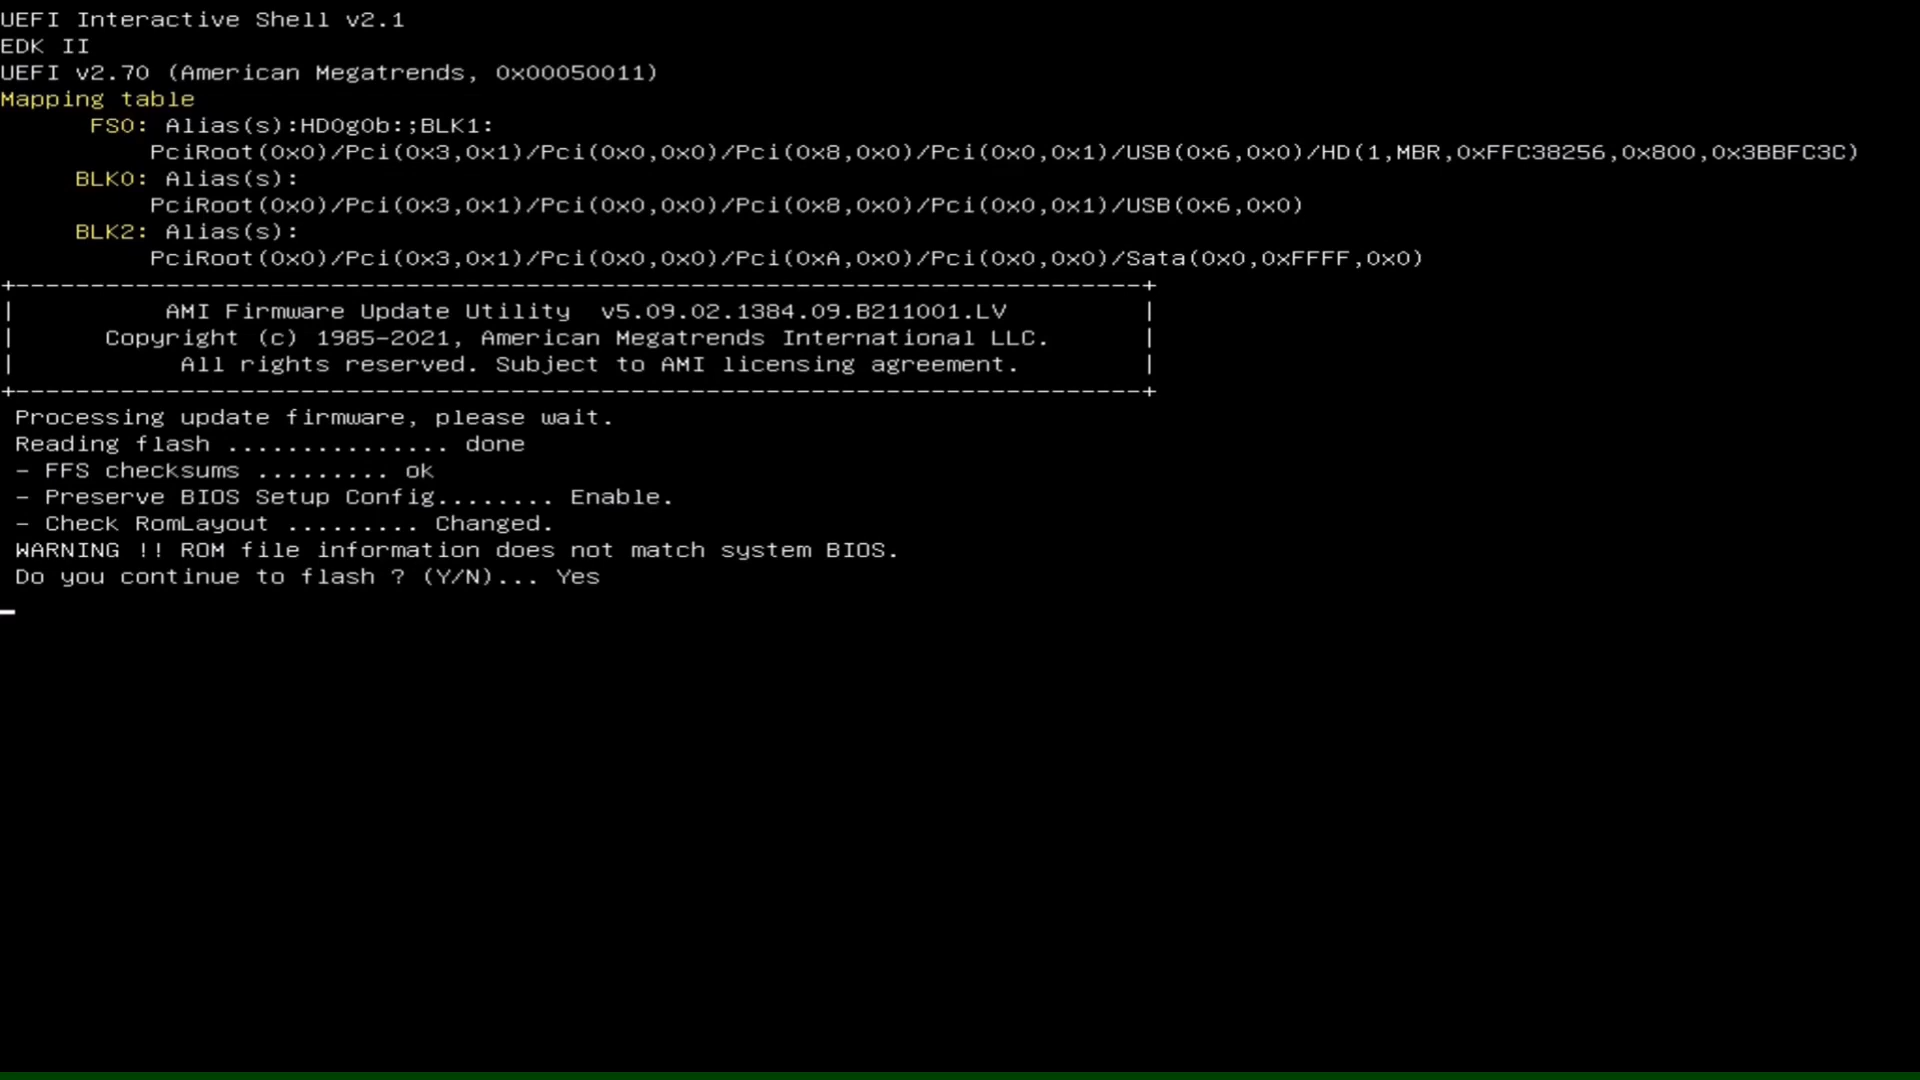 UEFI Interactive Shell v2.1
EDK II
UEFI v2.70 (American Megatrends, 0x00050011)
Mapping table
FS0: Alias(s):HD0g0b:;BLK1:
PciRoot(0x0)/Pci(0x3,0x1)/Pci(0x0,0x0)/Pci(0x8,0x0)/Pci(0x0,0x1)/USB(0x6,0x0)/HD(1,MBR,0xFFC38256,0x800,0x3BBFC3C)
BLK0: Alias(s):
PciRoot(0x0)/Pci(0x3,0x1)/Pci(0x0,0x0)/Pci(0x8,0x0)/Pci(0x0,0x1)/USB(0x6,0x0)
BLK2: Alias(s):
PciRoot(0x0)/Pci(0x3,0x1)/Pci(0x0,0x0)/Pci(0xA,0x0)/Pci(0x0,0x0)/Sata(0x0,0xFFFF,0x0)
+---------------------------------------------------------------------------+
| AMI Firmware Update Utility v5.09.02.1384.09.B211001.LV |
| Copyright (c) 1985-2021, American Megatrends International LLC. |
| All rights reserved. Subject to AMI licensing agreement. |
+---------------------------------------------------------------------------+
Processing update firmware, please wait.
Reading flash ............... done
- FFS checksums ......... ok
- Preserve BIOS Setup Config........ Enable.
- Check RomLayout ......... Changed.
WARNING !! ROM file information does not match system BIOS.
Do you continue to flash ? (Y/N)... Yes